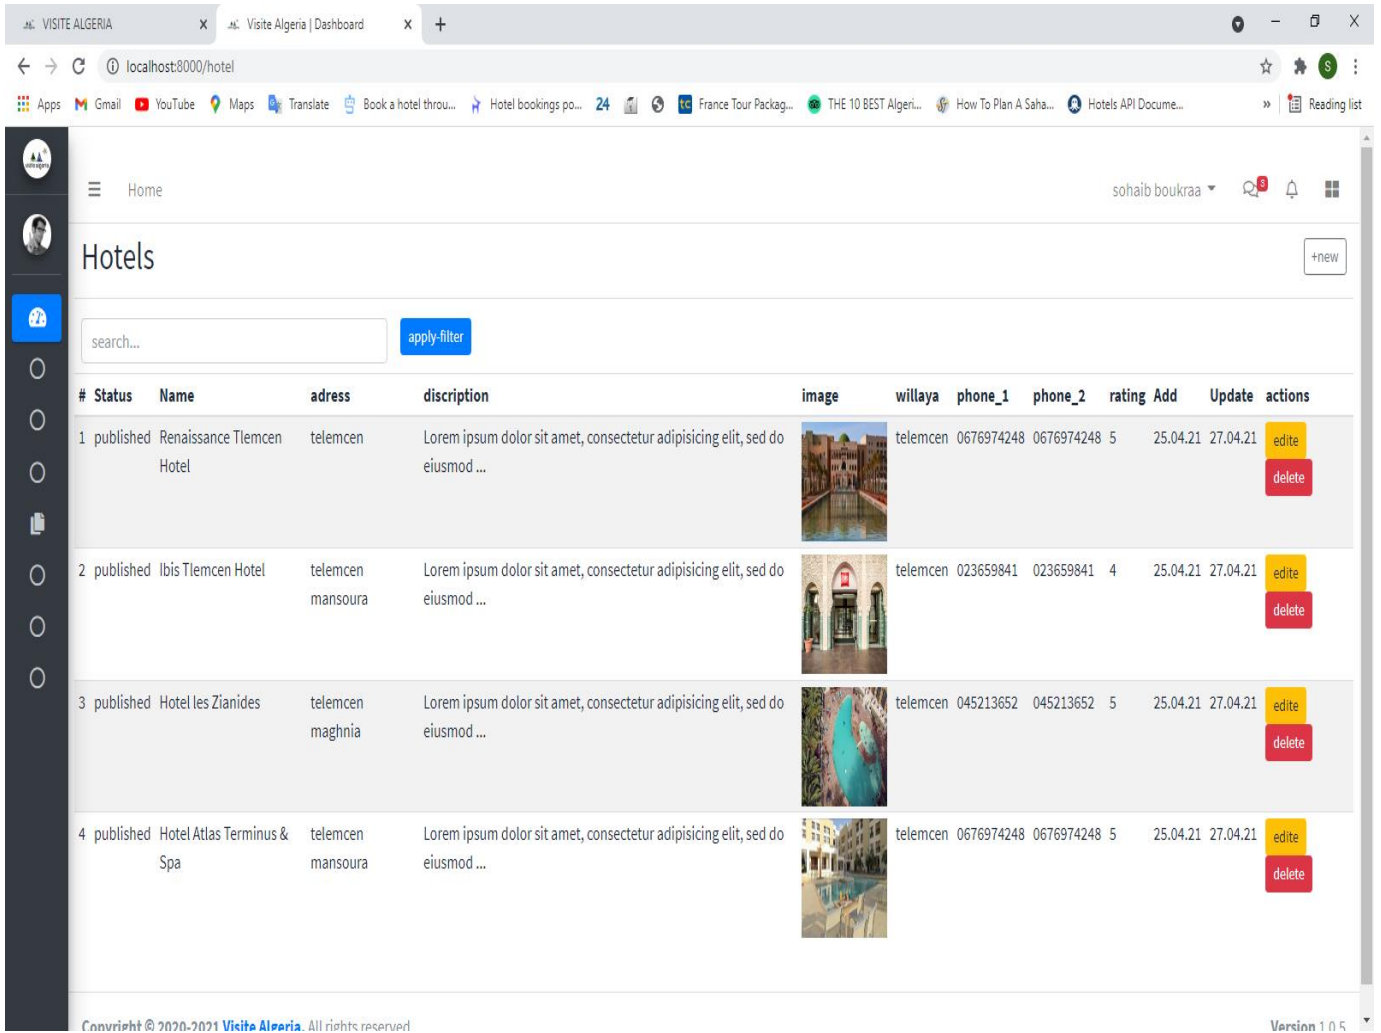 VISITE ALGERIA
Visite Algeria | Dashboard
localhost:8000/hotel
S
Apps Gmail YouTube Maps Translate Book a hotel throu... Hotel bookings po... 24 tc France Tour Packag... THE 10 BEST Algeri... How To Plan A Saha... Hotels API Docume... » Reading list
Home sohaib boukraa
Hotels +new
search... apply-filter
# Status Name adress discription image willaya phone_1 phone_2 rating Add Update actions
1 published Renaissance Tlemcen telemcen Lorem ipsum dolor sit amet, consectetur adipisicing elit, sed do telemcen 0676974248 0676974248 5 25.04.21 27.04.21 edite
Hotel eiusmod ... delete
2 published Ibis Tlemcen Hotel telemcen Lorem ipsum dolor sit amet, consectetur adipisicing elit, sed do telemcen 023659841 023659841 4 25.04.21 27.04.21 edite
mansoura eiusmod ... delete
3 published Hotel les Zianides telemcen Lorem ipsum dolor sit amet, consectetur adipisicing elit, sed do telemcen 045213652 045213652 5 25.04.21 27.04.21 edite
maghnia eiusmod ... delete
4 published Hotel Atlas Terminus & telemcen Lorem ipsum dolor sit amet, consectetur adipisicing elit, sed do telemcen 0676974248 0676974248 5 25.04.21 27.04.21 edite
Spa mansoura eiusmod ... delete
Copyright © 2020-2021 Visite Algeria. All rights reserved Version 1.0.5